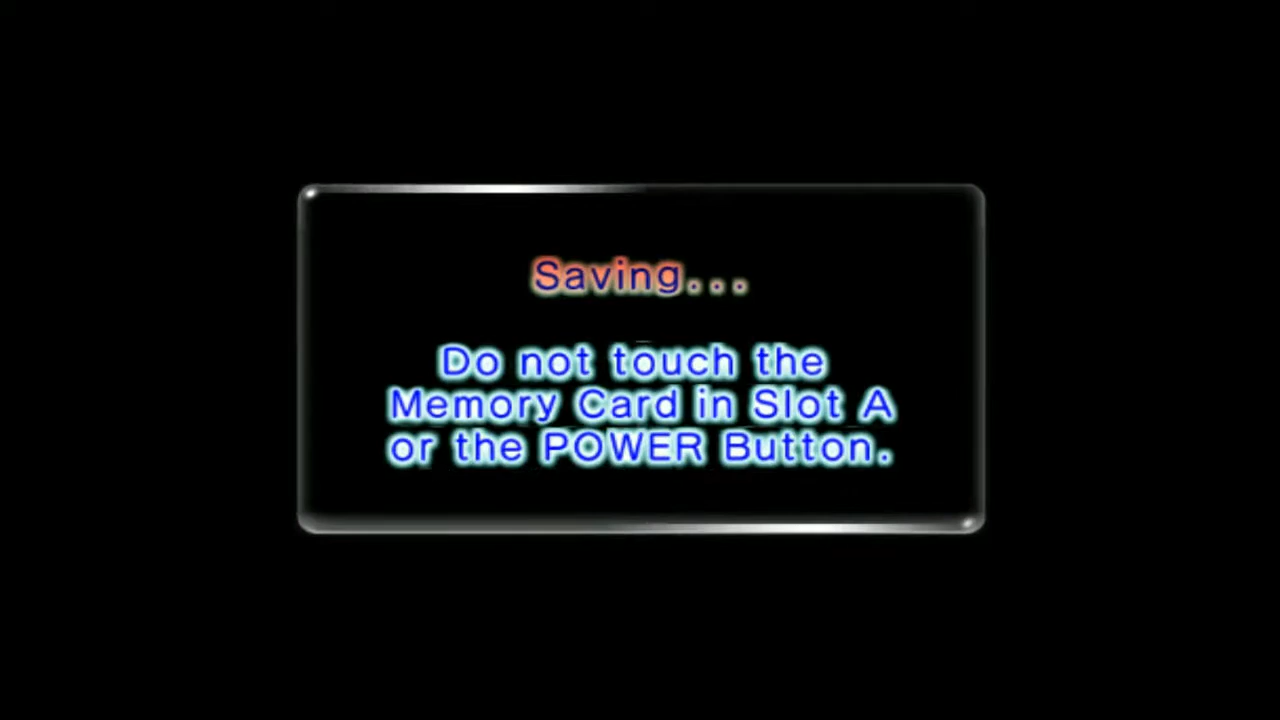 Saving...
Do not touch the
Memory Card in Slot A
or the POWER Button.